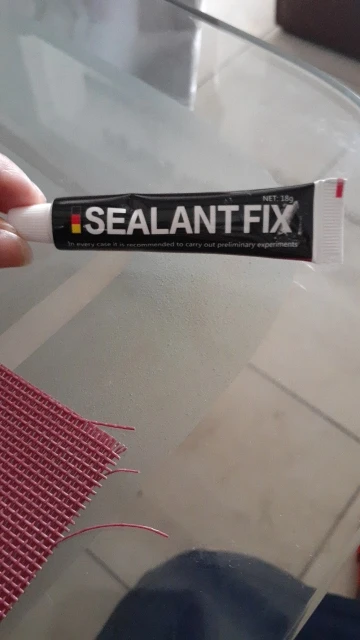 NET: 18g
SEALANTFIX
In every case it is recommended to carry out preliminary experiments